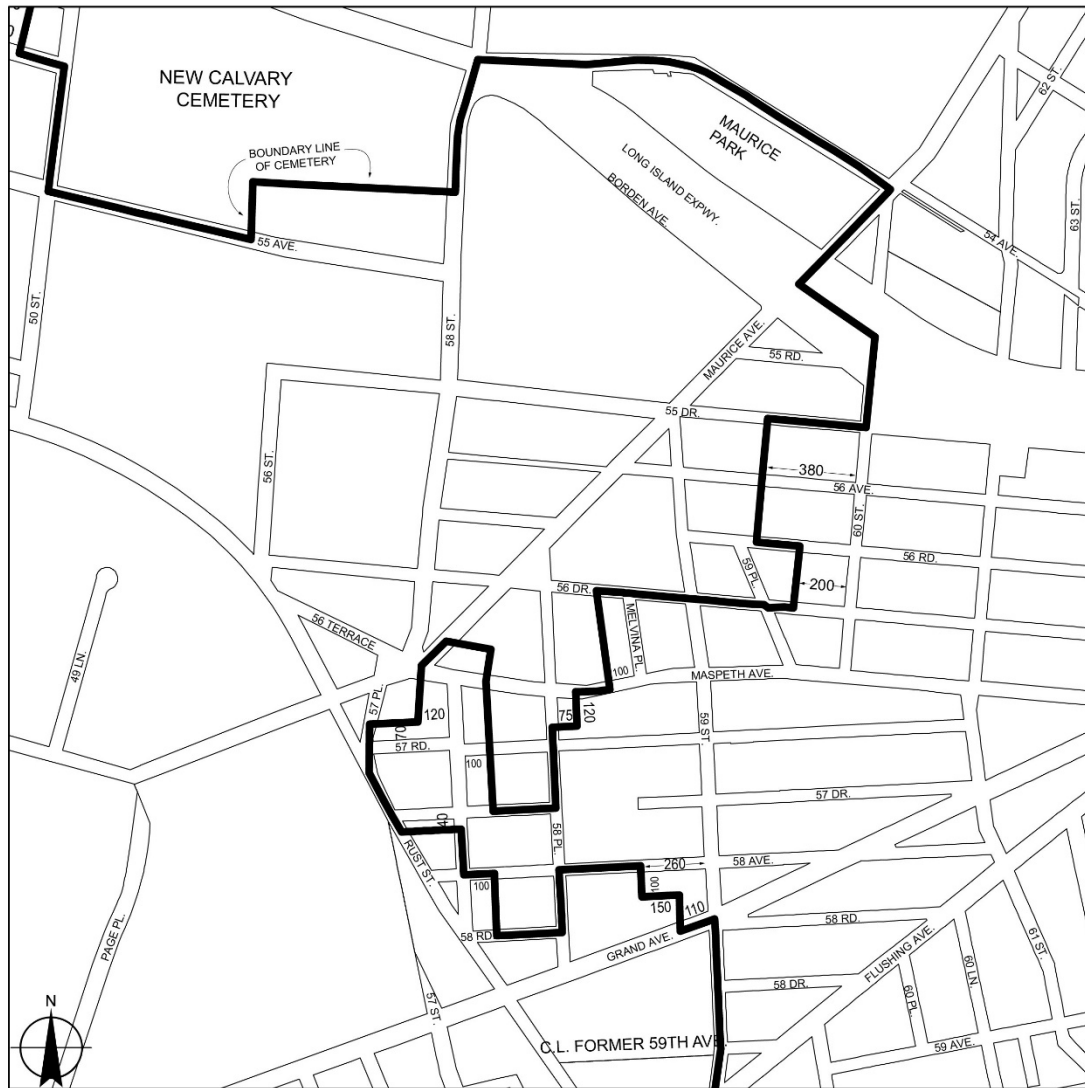 0
NEW CALVARY
CEMETERY
BOUNDARY LINE
OF CEMETERY
MAURICE
PARK
LONG ISLAND EXPWY.
BORDEN AVE.
62 ST.
63 ST.
54 AVE.
55 AVE.
50 ST.
58 ST.
MAURICE AVE.
55 RD.
55 DR.
56 ST.
380
56 AVE.
60 ST.
56 RD.
59 PL.
200
56 DR.
MELVINA PL.
56 TERRACE
49 LN.
100
MASPETH AVE.
57 PL.
120
70
57 RD.
75
120
59 ST.
100
57 DR.
40
58 PL.
RUST ST.
260
58 AVE.
100
100
150
110
58 RD.
58 RD
GRAND AVE.
FLUSHING AVE.
PAGE PL.
61 ST.
60 LN.
60 PL.
58 DR.
57 ST.
N
C.L. FORMER 59TH AVE.
59 AVE.